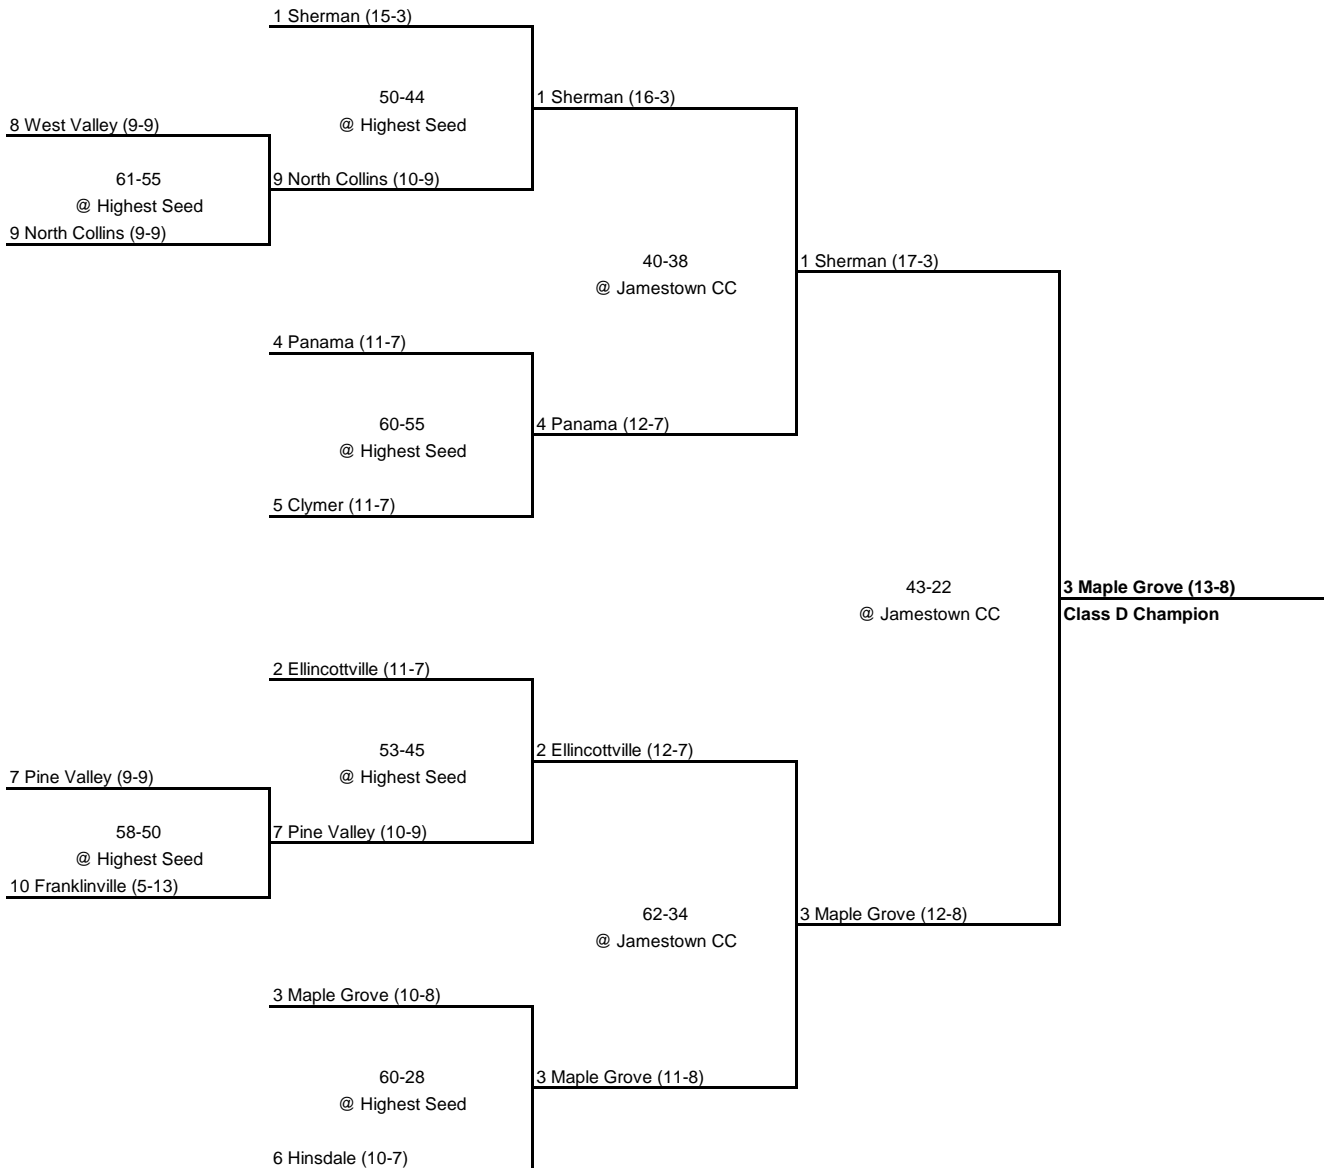 1 Sherman (15-3)
50-44
@ Highest Seed
1 Sherman (16-3)
8 West Valley (9-9)
61-55
@ Highest Seed
9 North Collins (10-9)
9 North Collins (9-9)
40-38
@ Jamestown CC
1 Sherman (17-3)
4 Panama (11-7)
60-55
@ Highest Seed
4 Panama (12-7)
5 Clymer (11-7)
43-22
@ Jamestown CC
3 Maple Grove (13-8)
Class D Champion
2 Ellincottville (11-7)
53-45
@ Highest Seed
2 Ellincottville (12-7)
7 Pine Valley (9-9)
58-50
@ Highest Seed
7 Pine Valley (10-9)
10 Franklinville (5-13)
62-34
@ Jamestown CC
3 Maple Grove (12-8)
3 Maple Grove (10-8)
60-28
@ Highest Seed
3 Maple Grove (11-8)
6 Hinsdale (10-7)